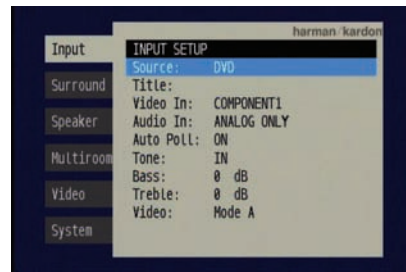 harman/kardon
Input
Surround
Speaker
Multiroom
Video
System
INPUT SETUP
Source: DVD
Title:
Video In: COMPONENT1
Audio In: ANALOG ONLY
Auto Poll: ON
Tone: IN
Bass: 0 dB
Treble: 0 dB
Video: Mode A